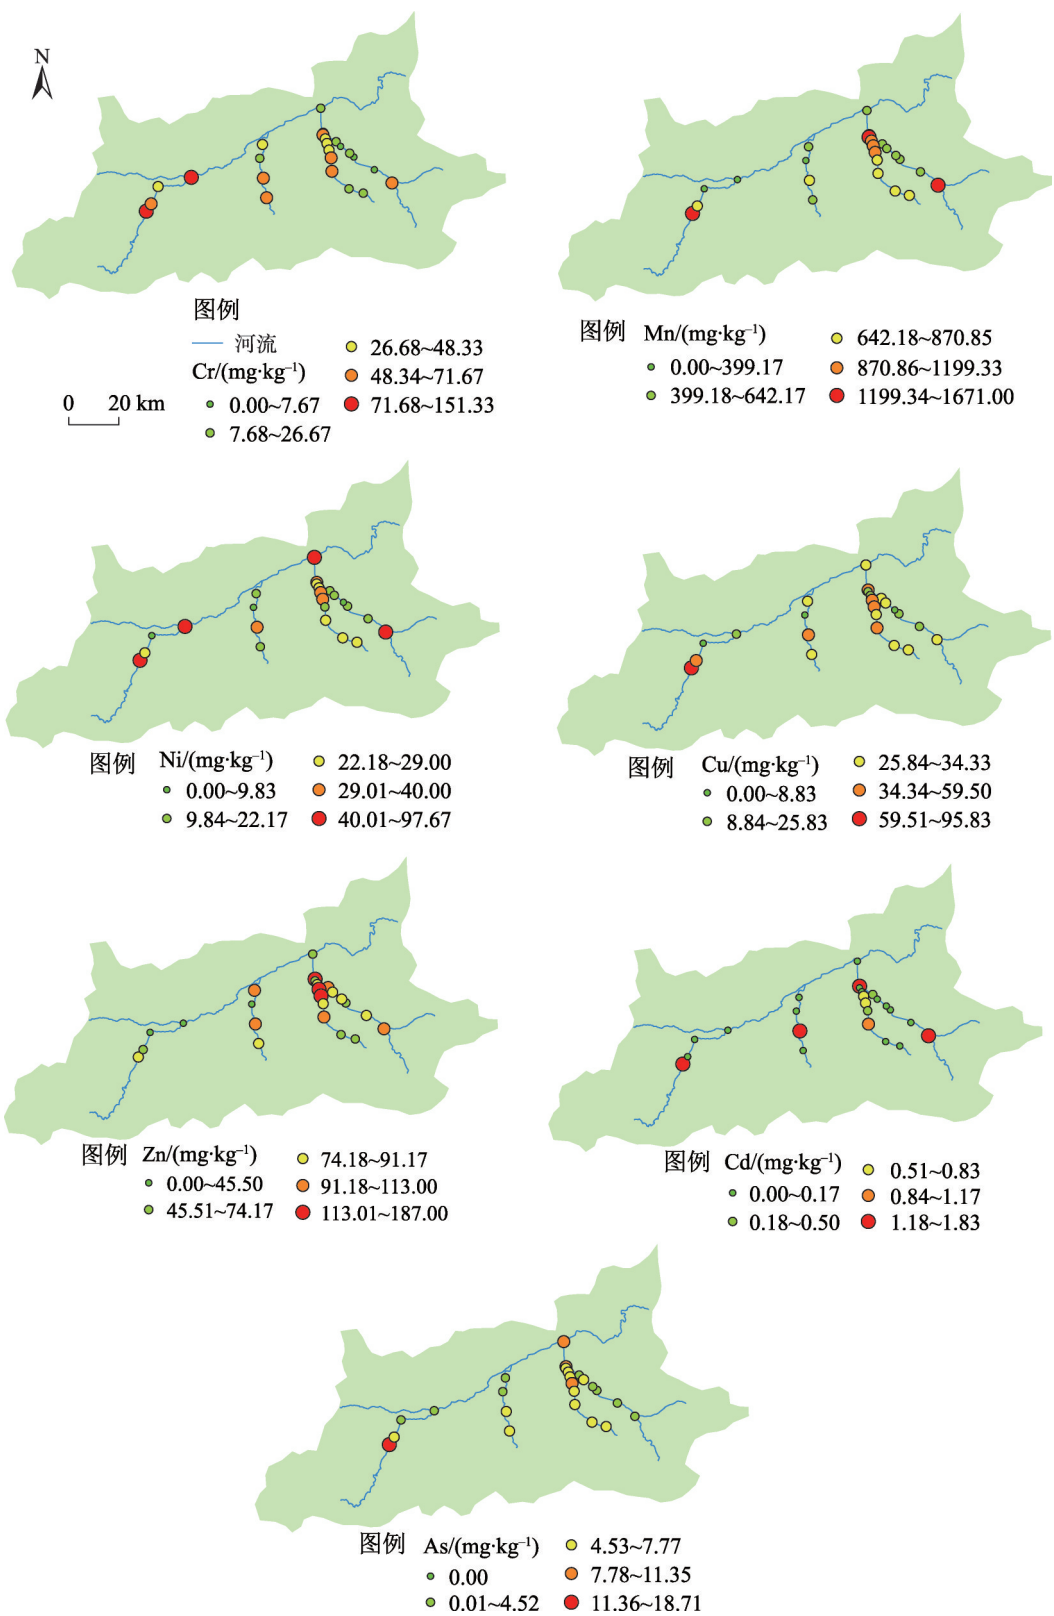 N
图例
河流
Cr/(mg·kg⁻¹)
0.00~7.67
7.68~26.67
26.68~48.33
48.34~71.67
71.68~151.33
0 20 km
图例
Mn/(mg·kg⁻¹)
0.00~399.17
399.18~642.17
642.18~870.85
870.86~1199.33
1199.34~1671.00
图例
Ni/(mg·kg⁻¹)
0.00~9.83
9.84~22.17
22.18~29.00
29.01~40.00
40.01~97.67
图例
Cu/(mg·kg⁻¹)
0.00~8.83
8.84~25.83
25.84~34.33
34.34~59.50
59.51~95.83
图例
Zn/(mg·kg⁻¹)
0.00~45.50
45.51~74.17
74.18~91.17
91.18~113.00
113.01~187.00
图例
Cd/(mg·kg⁻¹)
0.00~0.17
0.18~0.50
0.51~0.83
0.84~1.17
1.18~1.83
图例
As/(mg·kg⁻¹)
0.00
0.01~4.52
4.53~7.77
7.78~11.35
11.36~18.71